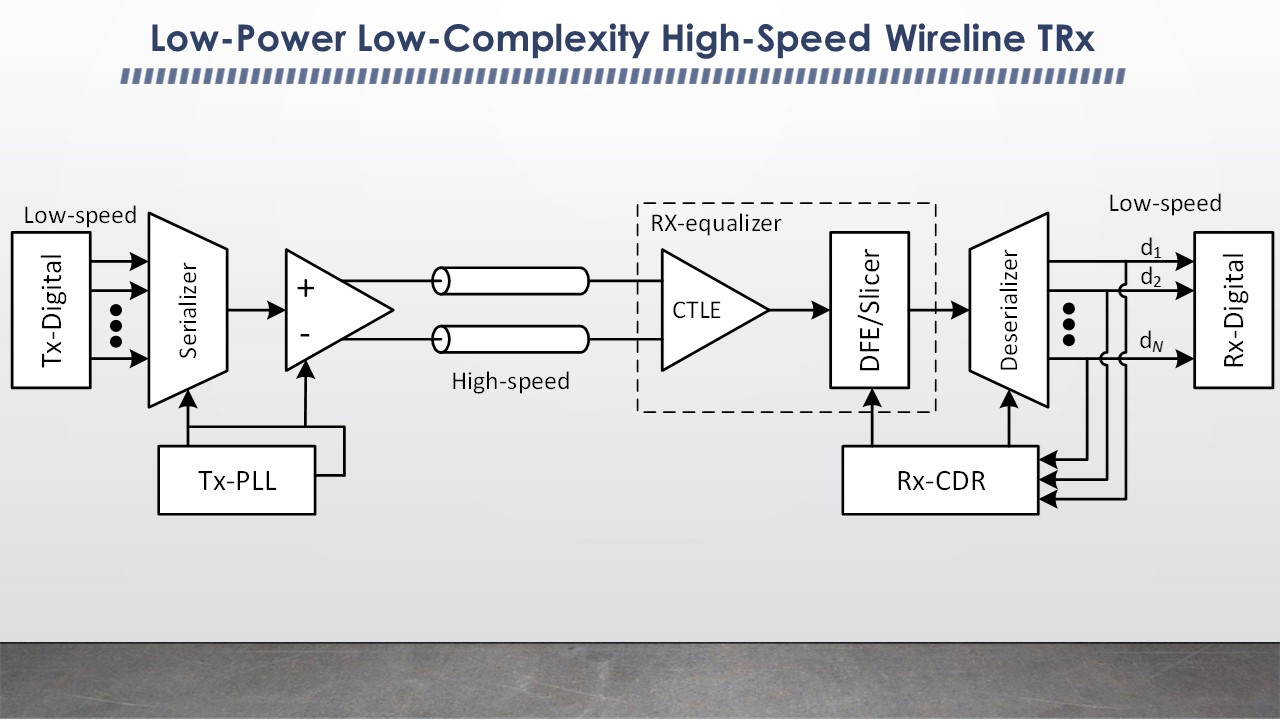 Low-Power Low-Complexity High-Speed Wireline TRx
Low-speed
Tx-Digital
Serializer
+
-
Tx-PLL
High-speed
RX-equalizer
CTLE
DFE/Slicer
Deserializer
Rx-CDR
Low-speed
d1
d2
dN
Rx-Digital